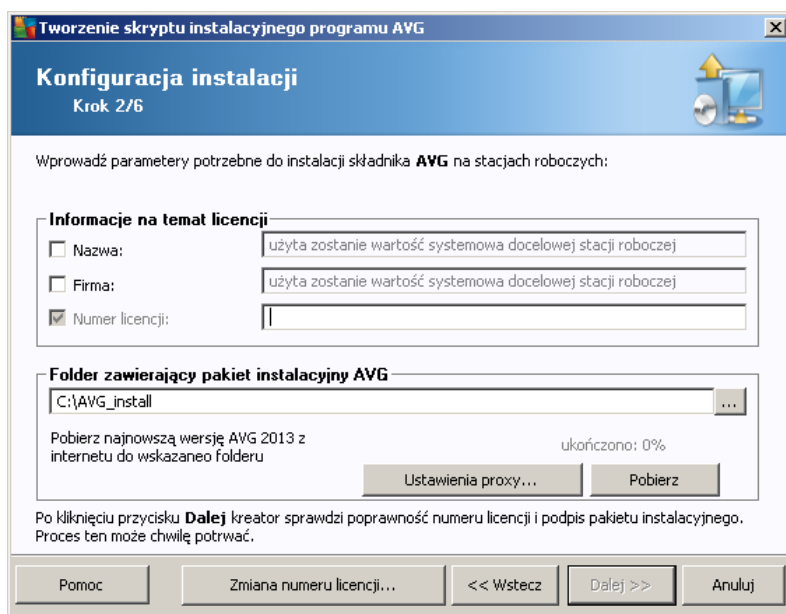 Tworzenie skryptu instalacyjnego programu AVG
Konfiguracja instalacji
Krok 2/6
Wprowadź parametery potrzebne do instalacji składnika AVG na stacjach roboczych:
Informacje na temat licencji
Nazwa: użyta zostanie wartość systemowa docelowej stacji roboczej
Firma: użyta zostanie wartość systemowa docelowej stacji roboczej
Numer licencji:
Folder zawierający pakiet instalacyjny AVG
C:\AVG_install ...
Pobierz najnowszą wersję AVG 2013 z
internetu do wskazaneo folderu
ukończono: 0%
Ustawienia proxy... Pobierz
Po kliknięciu przycisku Dalej kreator sprawdzi poprawność numeru licencji i podpis pakietu instalacyjnego.
Proces ten może chwilę potrwać.
Pomoc Zmiana numeru licencji... << Wstecz Dalej >> Anuluj